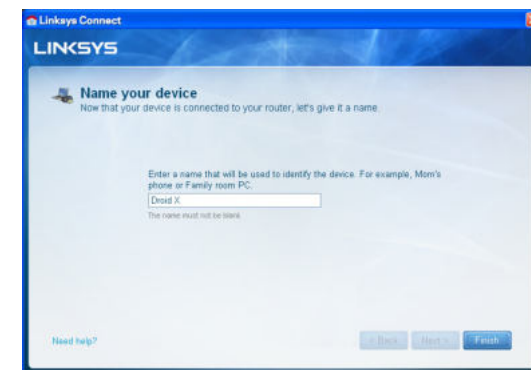 Linksys Connect
LINKSYS
Name your device
Now that your device is connected to your router, let's give it a name.
Enter a name that will be used to identify the device. For example, Mom's
phone or Family room PC.
Droid X
The name must not be blank.
Need help?
< Back Next > Finish